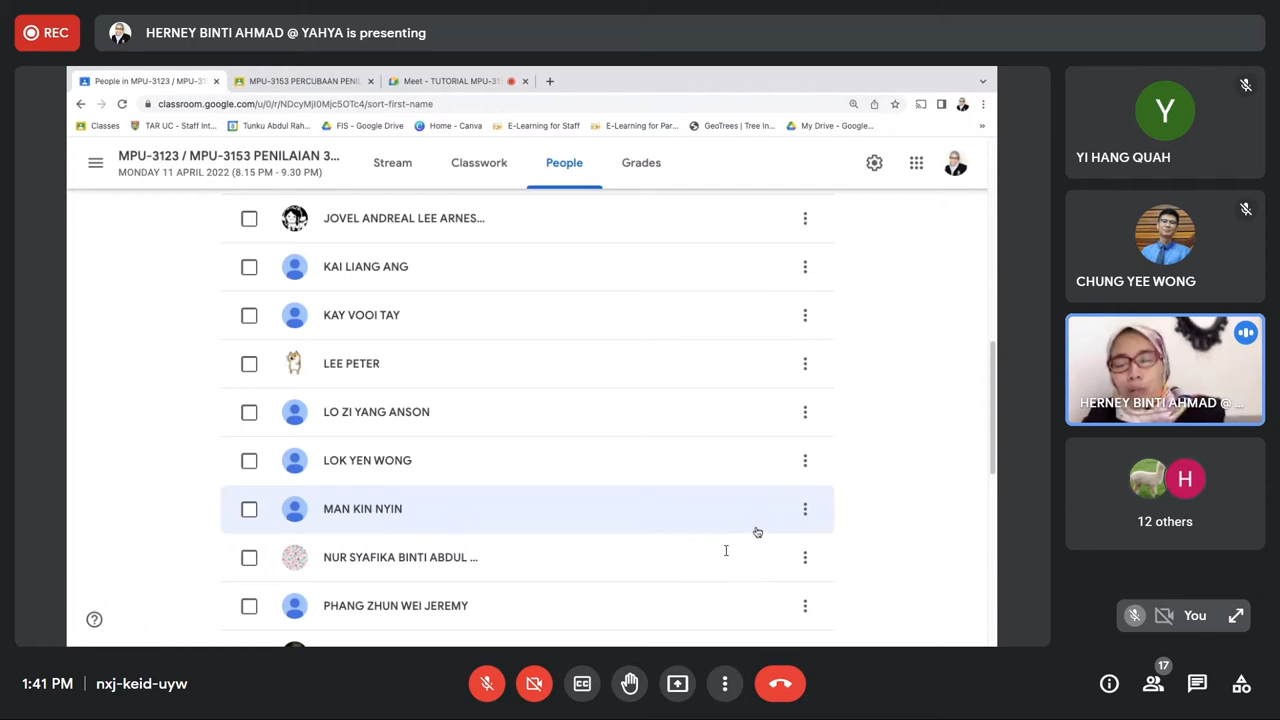 REC
HERNEY BINTI AHMAD @ YAHYA is presenting
People in MPU-3123 / MPU-3
MPU-3153 PERCUBAAN PENIL
Meet - TUTORIAL MPU-31
classroom.google.com/u/0/r/NDcyMjI0Mjc5OTc4/sort-first-name
Classes
TAR UC - Staff Int...
Tunku Abdul Rah...
FIS - Google Drive
Home - Canva
E-Learning for Staff
E-Learning for Par...
GeoTrees | Tree In...
My Drive - Google...
»
MPU-3123 / MPU-3153 PENILAIAN 3...
MONDAY 11 APRIL 2022 (8.15 PM - 9.30 PM)
Stream
Classwork
People
Grades
JOVEL ANDREAL LEE ARNES...
KAI LIANG ANG
KAY VOOI TAY
LEE PETER
LO ZI YANG ANSON
LOK YEN WONG
MAN KIN NYIN
NUR SYAFIKA BINTI ABDUL ...
PHANG ZHUN WEI JEREMY
Y
YI HANG QUAH
CHUNG YEE WONG
HERNEY BINTI AHMAD @ ...
H
12 others
You
1:41 PM | nxj-keid-uyw
17